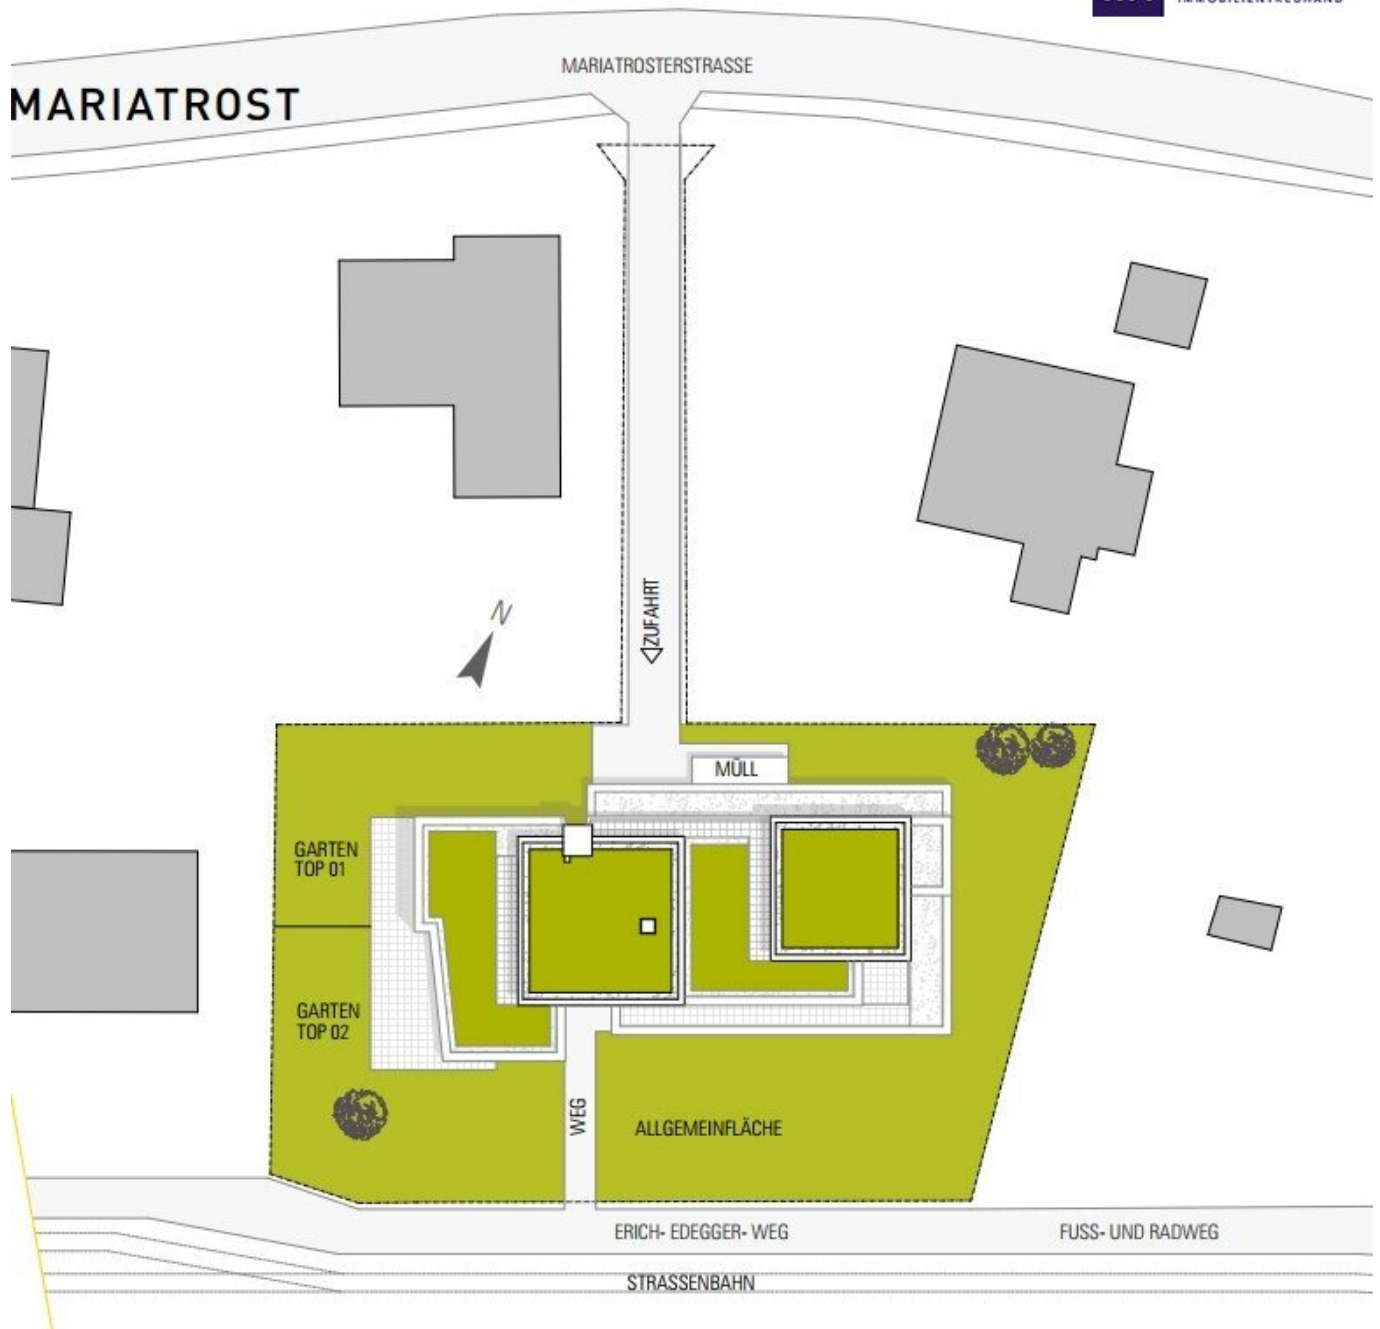 MARIATROSTERSTRASSE
MARIATROST
N
ZUFAHRT
MÜLL
GARTEN
TOP 01
GARTEN
TOP 02
WEG
ALLGEMEINFLÄCHE
ERICH- EDEGGER- WEG
FUSS- UND RADWEG
STRASSENBAHN